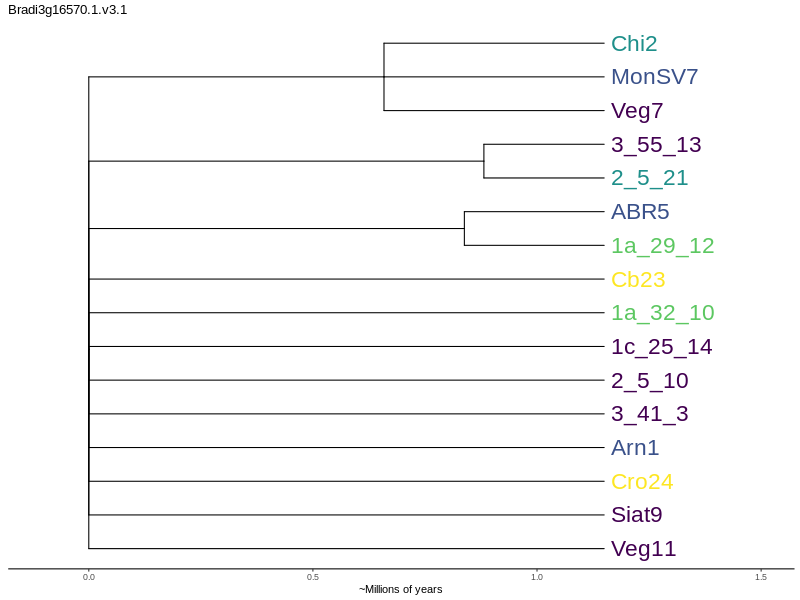 Bradi3g16570.1.v3.1
Chi2
MonSV7
Veg7
3_55_13
2_5_21
ABR5
1a_29_12
Cb23
1a_32_10
1c_25_14
2_5_10
3_41_3
Arn1
Cro24
Siat9
Veg11
0.0 0.5 1.0 1.5
~Millions of years